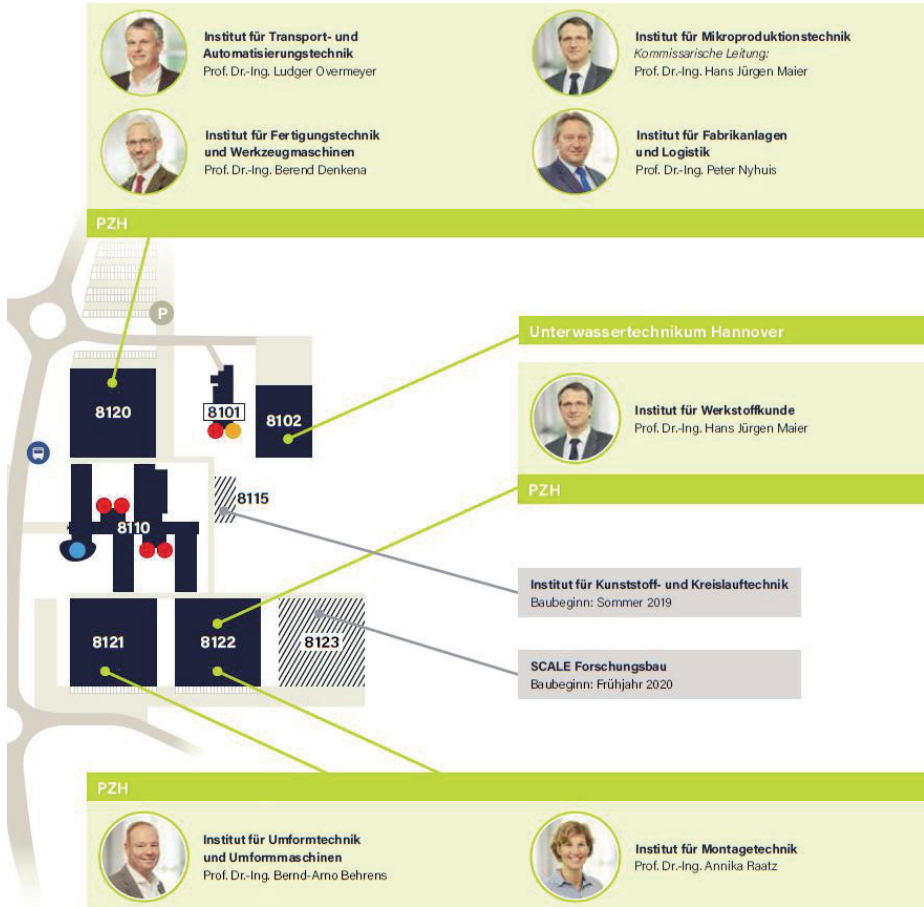 Institut für Transport- und
Automatisierungstechnik
Prof. Dr.-Ing. Ludger Overmeyer
Institut für Mikroproduktionstechnik
Kommissarische Leitung:
Prof. Dr.-Ing. Hans Jürgen Maier
Institut für Fertigungstechnik
und Werkzeugmaschinen
Prof. Dr.-Ing. Berend Denkena
Institut für Fabrikanlagen
und Logistik
Prof. Dr.-Ing. Peter Nyhuis
PZH
P
Unterwassertechnikum Hannover
8120
8101
8102
Institut für Werkstoffkunde
Prof. Dr.-Ing. Hans Jürgen Maier
PZH
8115
8110
Institut für Kunststoff- und Kreislauftechnik
Baubeginn: Sommer 2019
8121
8122
8123
SCALE Forschungsbau
Baubeginn: Frühjahr 2020
PZH
Institut für Umformtechnik
und Umformmaschinen
Prof. Dr.-Ing. Bernd-Arno Behrens
Institut für Montagetechnik
Prof. Dr.-Ing. Annika Raatz